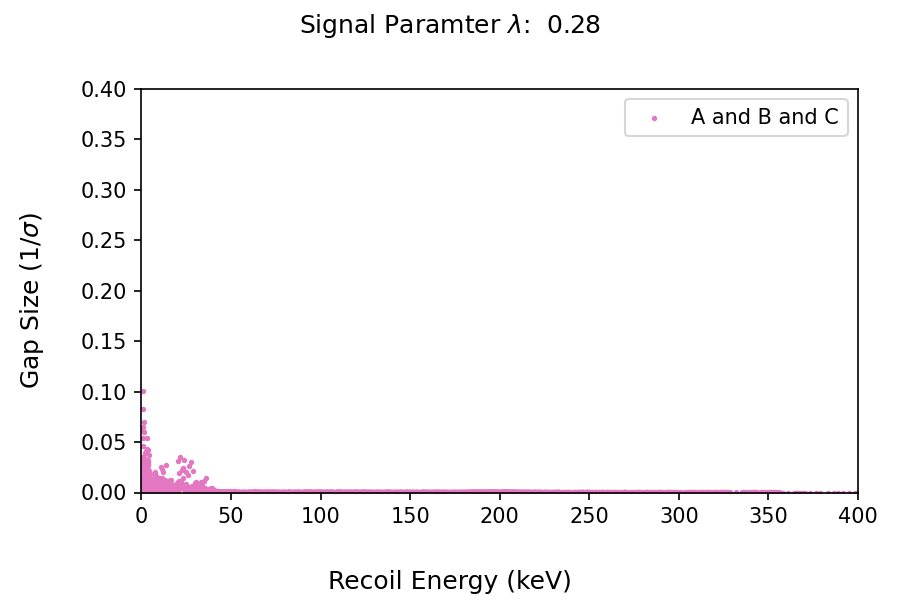 Signal Paramter λ:  0.28
A and B and C
0.40
0.35
0.30
0.25
0.20
0.15
0.10
0.05
0.00
Gap Size (1/σ)
0 50 100 150 200 250 300 350 400
Recoil Energy (keV)